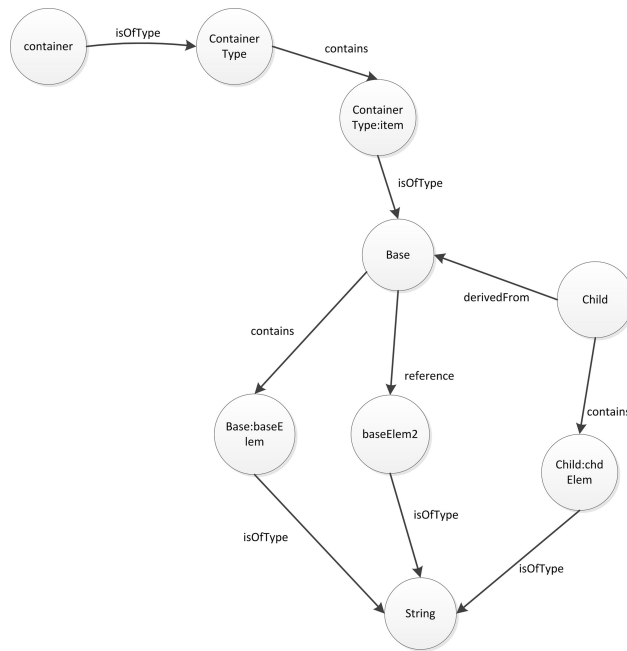 container
isOfType
Container
Type
contains
Container
Type:item
isOfType
Base
derivedFrom
Child
contains
reference
contains
Base:baseE
lem
baseElem2
Child:chd
Elem
isOfType
isOfType
isOfType
String